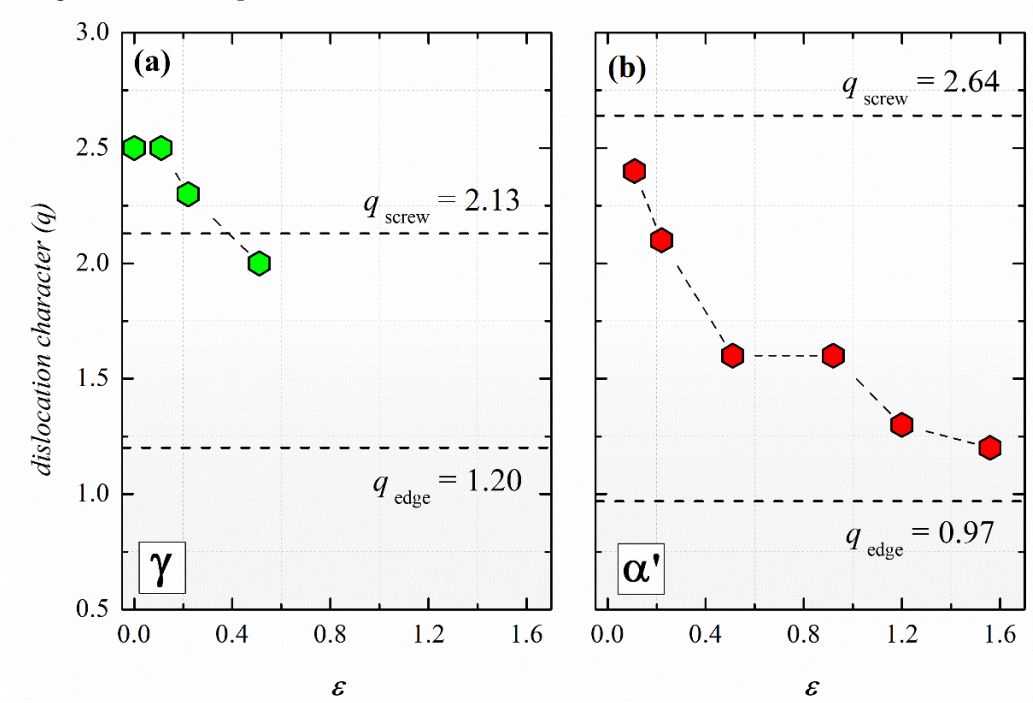 (a)
(b)
3.0
2.5
2.0
1.5
1.0
0.5
dislocation character (q)
q screw = 2.13
q edge = 1.20
γ
0.0 0.4 0.8 1.2 1.6
ε
q screw = 2.64
q edge = 0.97
α'
0.0 0.4 0.8 1.2 1.6
ε